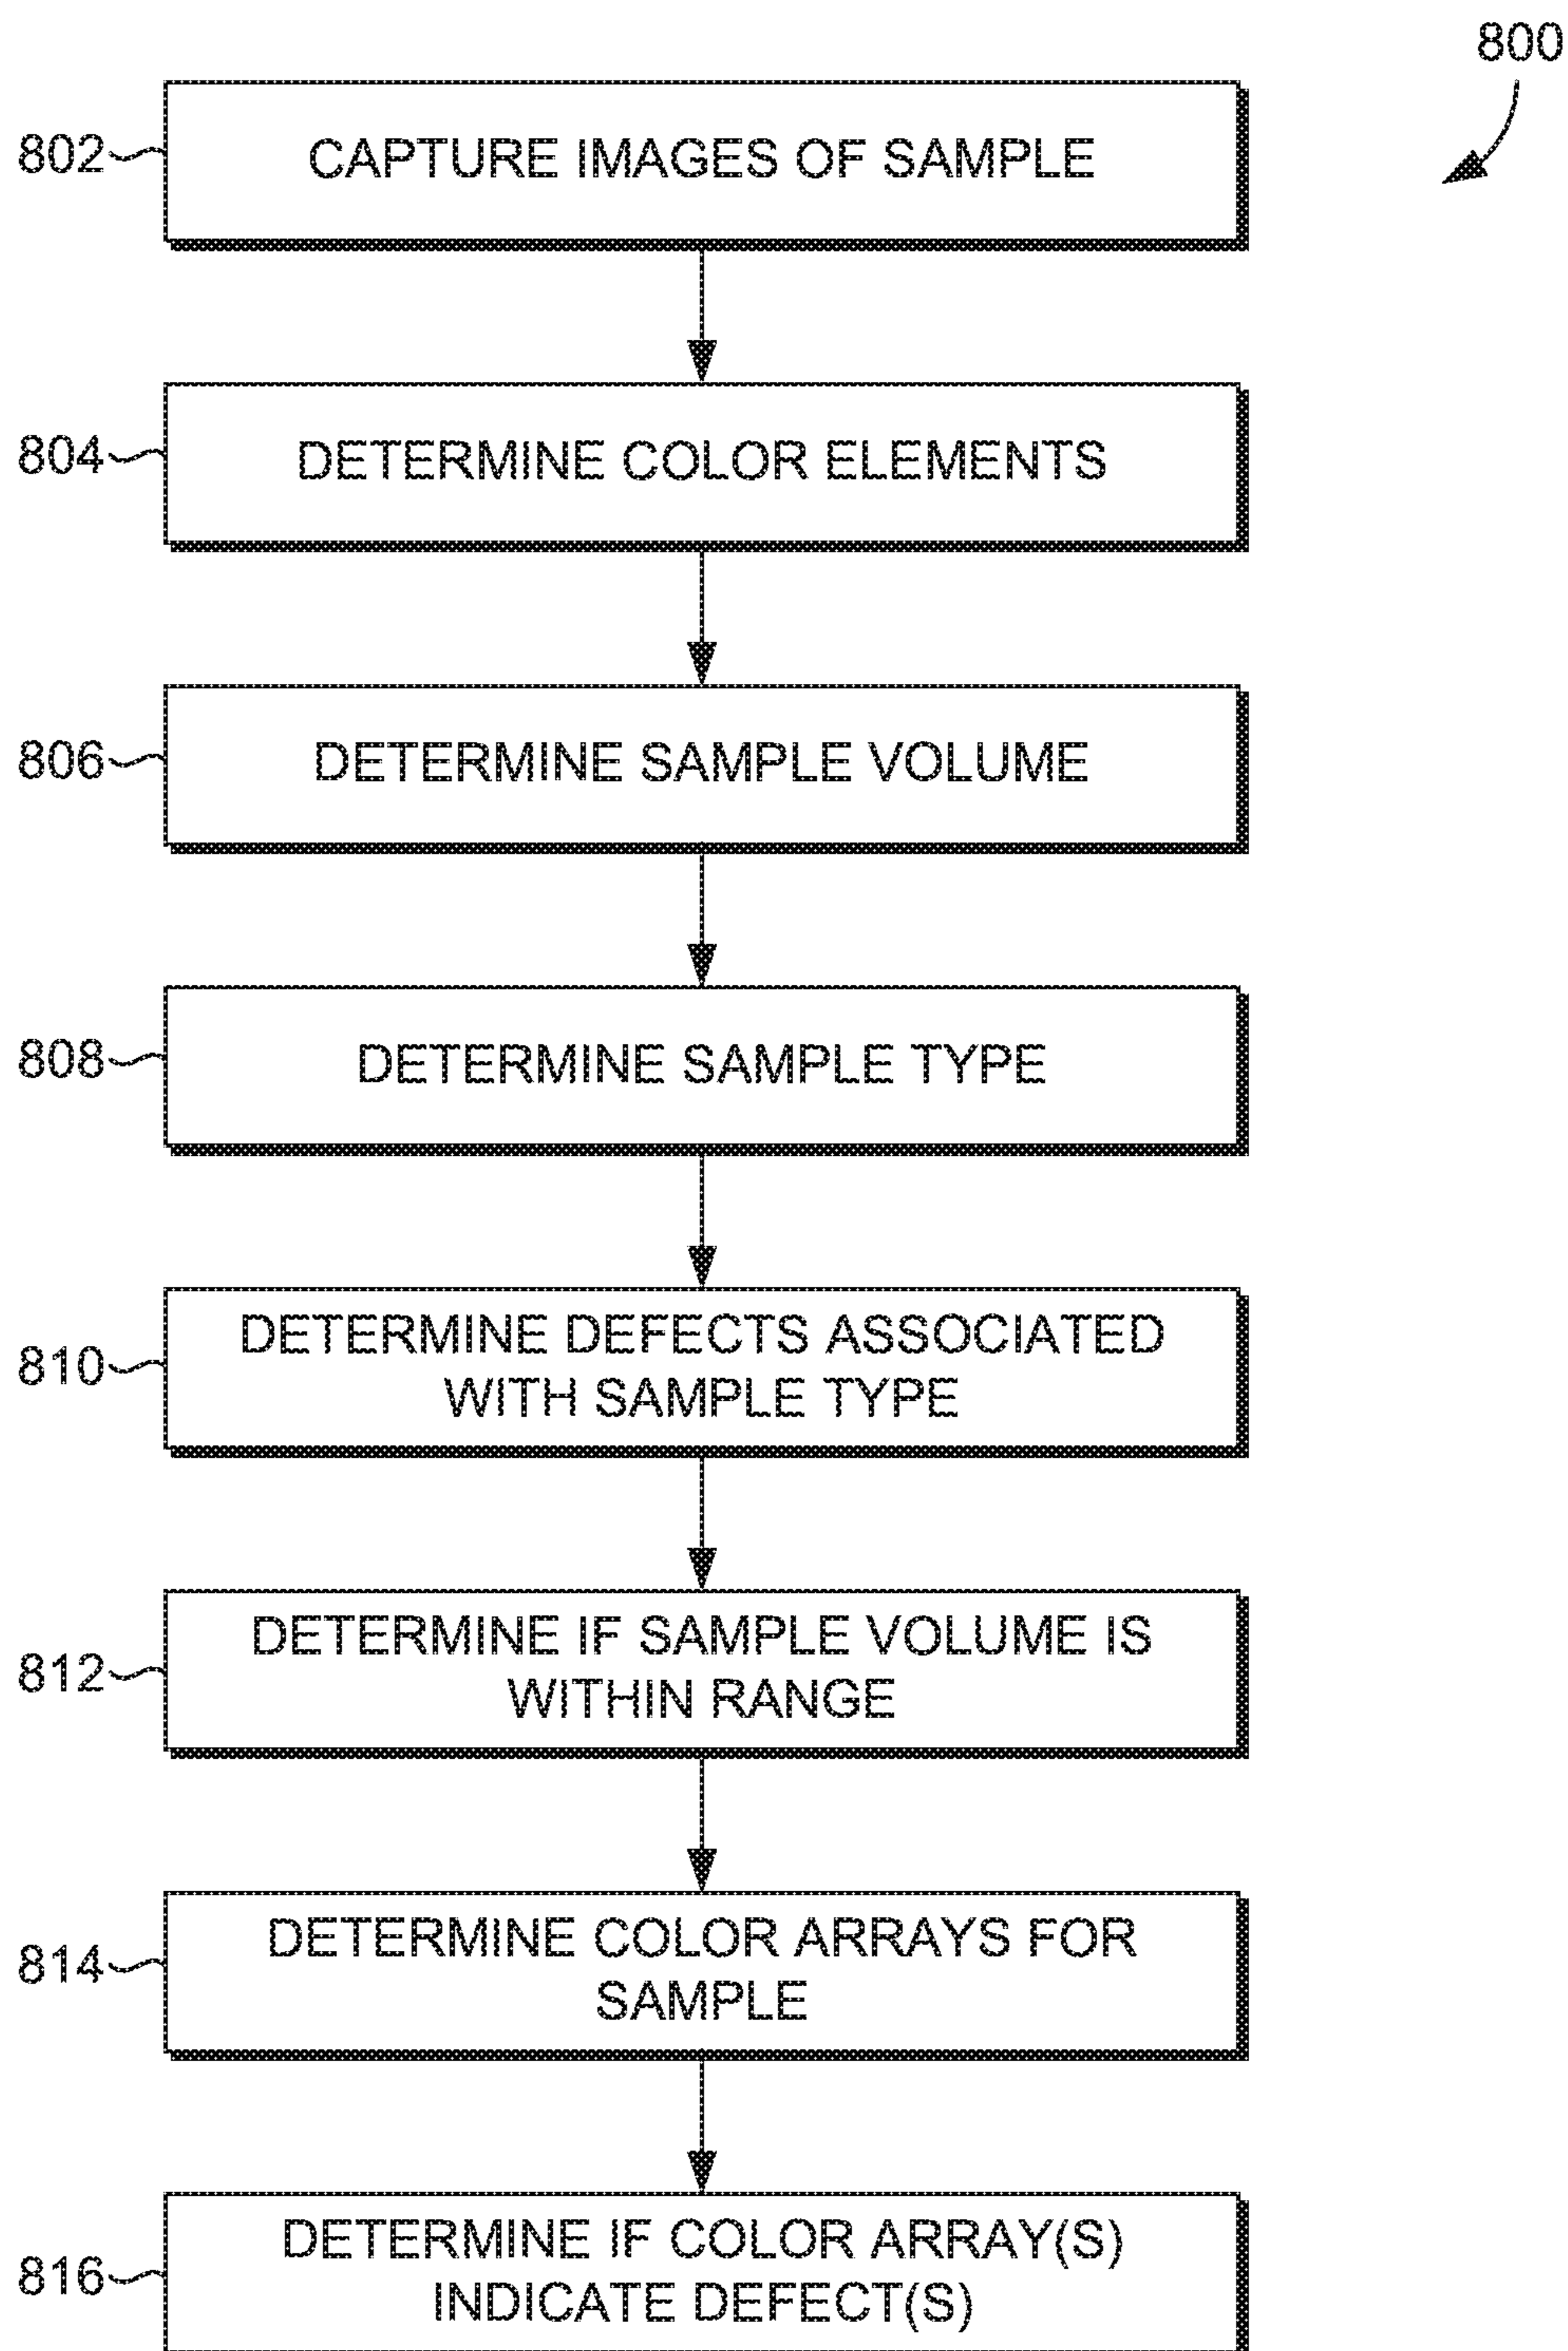 800
802
CAPTURE IMAGES OF SAMPLE
804
DETERMINE COLOR ELEMENTS
806
DETERMINE SAMPLE VOLUME
808
DETERMINE SAMPLE TYPE
810
DETERMINE DEFECTS ASSOCIATED
WITH SAMPLE TYPE
812
DETERMINE IF SAMPLE VOLUME IS
WITHIN RANGE
814
DETERMINE COLOR ARRAYS FOR
SAMPLE
816
DETERMINE IF COLOR ARRAY(S)
INDICATE DEFECT(S)